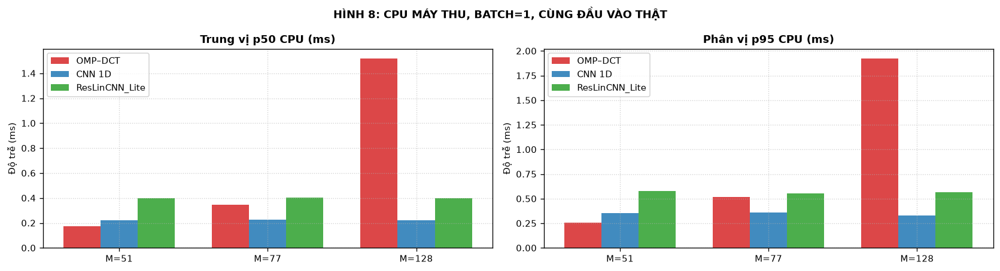 HÌNH 8: CPU MÁY THU, BATCH=1, CÙNG ĐẦU VÀO THẬT
Trung vị p50 CPU (ms)
OMP–DCT
CNN 1D
ResLinCNN_Lite
Độ trễ (ms)
1.4
1.2
1.0
0.8
0.6
0.4
0.2
0.0
M=51
M=77
M=128
Phân vị p95 CPU (ms)
OMP–DCT
CNN 1D
ResLinCNN_Lite
Độ trễ (ms)
2.00
1.75
1.50
1.25
1.00
0.75
0.50
0.25
0.00
M=51
M=77
M=128